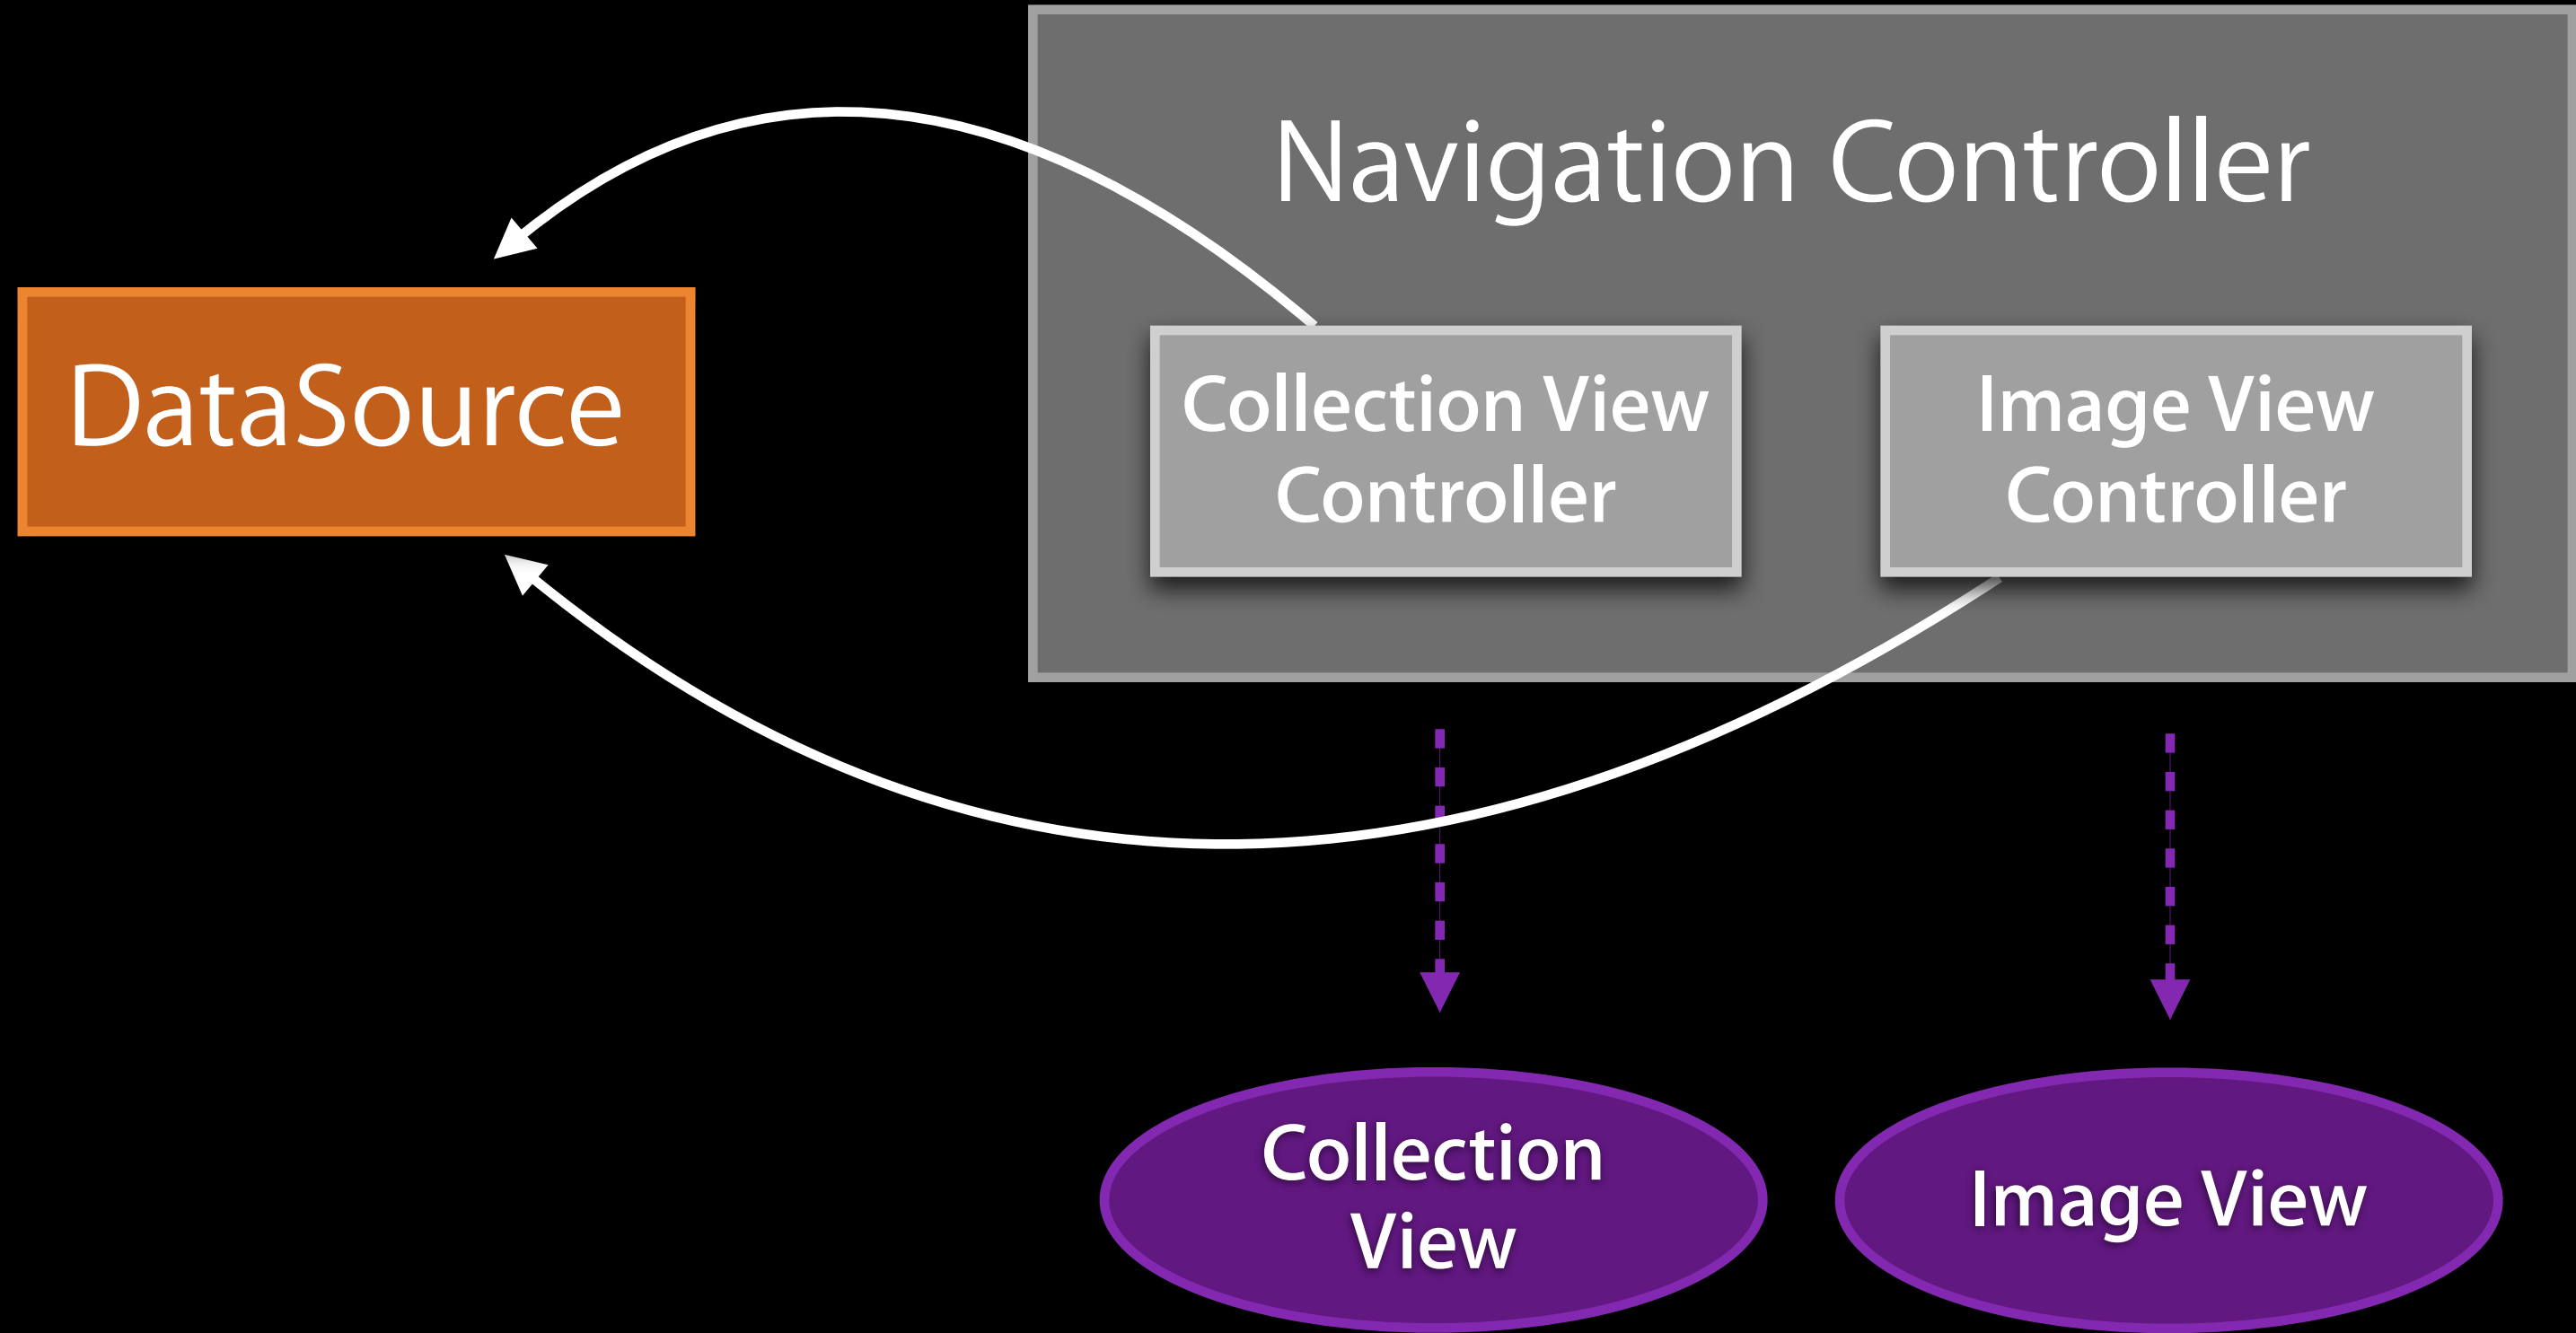 Navigation Controller
DataSource
Collection View
Controller
Image View
Controller
Collection
View
Image View